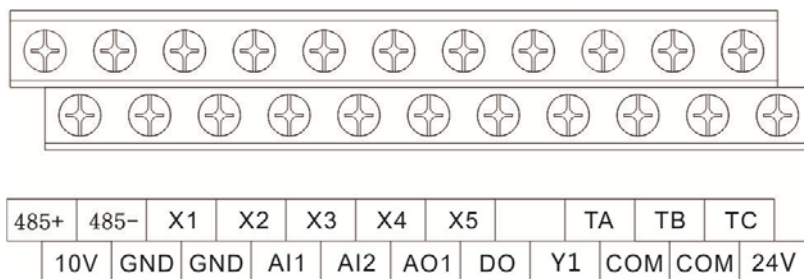 485+ 485- X1 X2 X3 X4 X5 TA TB TC
10V GND GND AI1 AI2 AO1 DO Y1 COM COM 24V